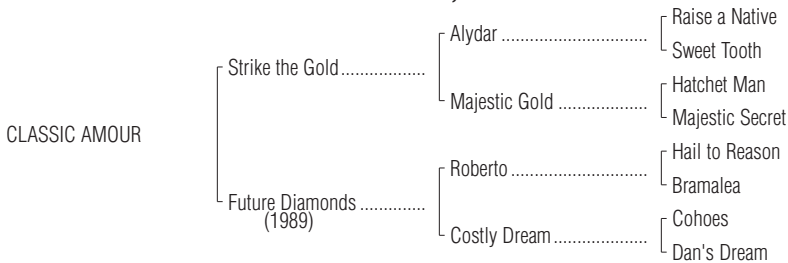 Raise a Native
Alydar ..............................
Sweet Tooth
Strike the Gold.................
Hatchet Man
Majestic Gold ..................
Majestic Secret
CLASSIC AMOUR
Hail to Reason
Roberto ............................
Bramalea
Future Diamonds .............
(1989)
Cohoes
Costly Dream...................
Dan's Dream